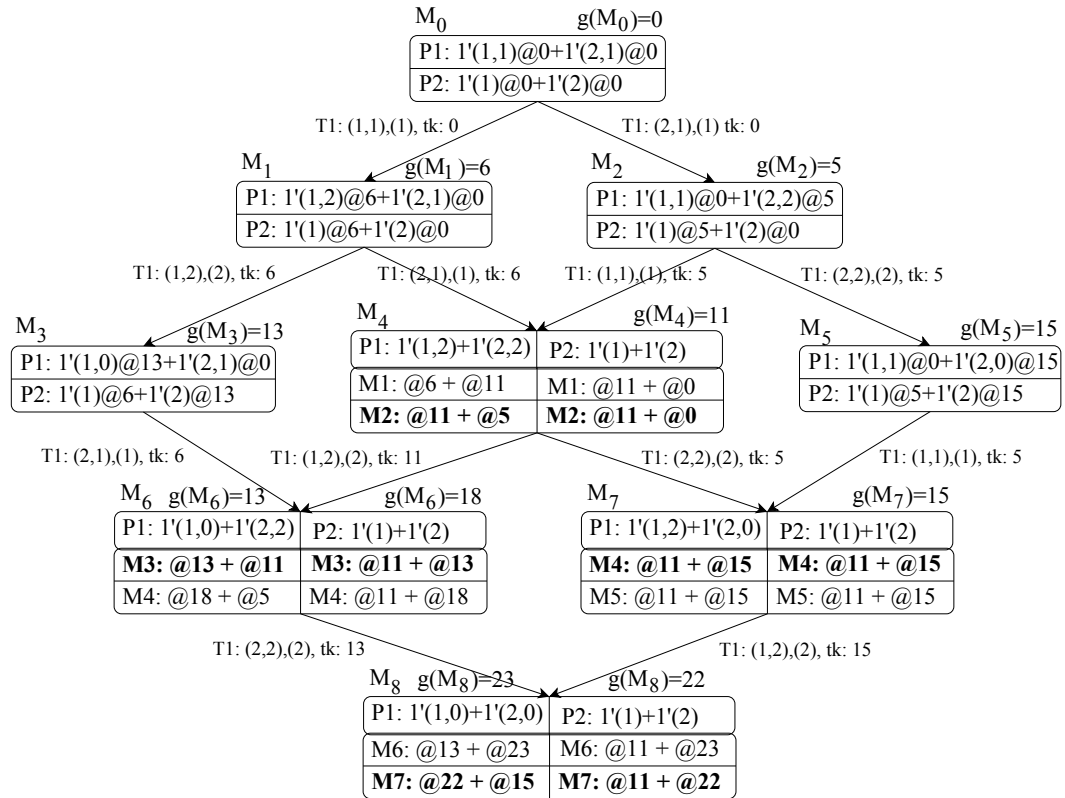 M0 g(M0)=0
P1: 1'(1,1)@0+1'(2,1)@0
P2: 1'(1)@0+1'(2)@0
T1: (1,1),(1), tk: 0 T1: (2,1),(1) tk: 0
M1 g(M1)=6 M2 g(M2)=5
P1: 1'(1,2)@6+1'(2,1)@0 P1: 1'(1,1)@0+1'(2,2)@5
P2: 1'(1)@6+1'(2)@0 P2: 1'(1)@5+1'(2)@0
T1: (1,2),(2), tk: 6 T1: (2,1),(1), tk: 6 T1: (1,1),(1), tk: 5 T1: (2,2),(2), tk: 5
M3 g(M3)=13 M4 g(M4)=11 M5 g(M5)=15
P1: 1'(1,0)@13+1'(2,1)@0 P1: 1'(1,2)+1'(2,2) P2: 1'(1)+1'(2) P1: 1'(1,1)@0+1'(2,0)@15
P2: 1'(1)@6+1'(2)@13 M1: @6 + @11 M1: @11 + @0 P2: 1'(1)@5+1'(2)@15
M2: @11 + @5 M2: @11 + @0
T1: (2,1),(1), tk: 6 T1: (1,2),(2), tk: 11 T1: (2,2),(2), tk: 5 T1: (1,1),(1), tk: 5
M6 g(M6)=13 g(M6)=18 M7 g(M7)=15
P1: 1'(1,0)+1'(2,2) P2: 1'(1)+1'(2) P1: 1'(1,2)+1'(2,0) P2: 1'(1)+1'(2)
M3: @13 + @11 M3: @11 + @13 M4: @11 + @15 M4: @11 + @15
M4: @18 + @5 M4: @11 + @18 M5: @11 + @15 M5: @11 + @15
T1: (2,2),(2), tk: 13 T1: (1,2),(2), tk: 15
M8 g(M8)=23 g(M8)=22
P1: 1'(1,0)+1'(2,0) P2: 1'(1)+1'(2)
M6: @13 + @23 M6: @11 + @23
M7: @22 + @15 M7: @11 + @22